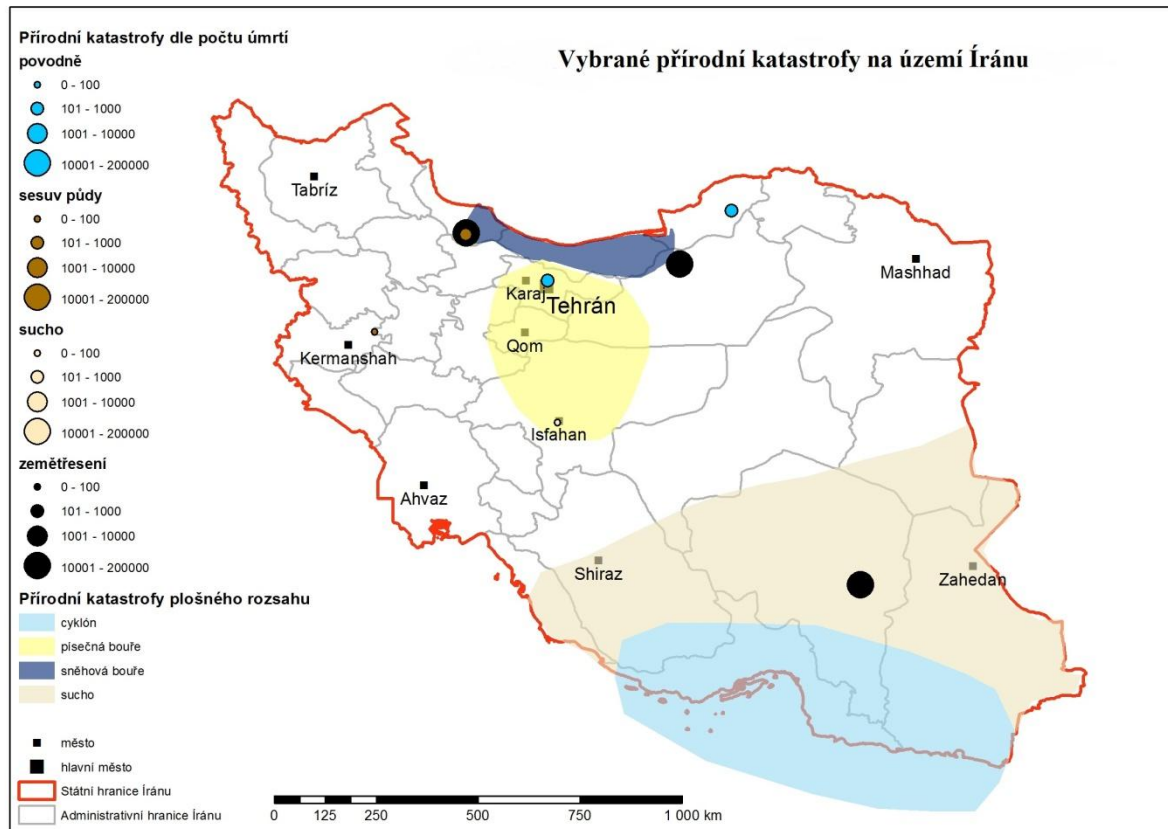 Vybrané přírodní katastrofy na území Íránu
Přírodní katastrofy dle počtu úmrtí
povodně
0 - 100
101 - 1000
1001 - 10000
10001 - 200000
sesuv půdy
0 - 100
101 - 1000
1001 - 10000
10001 - 200000
sucho
0 - 100
101 - 1000
1001 - 10000
10001 - 200000
zemětřesení
0 - 100
101 - 1000
1001 - 10000
10001 - 200000
Přírodní katastrofy plošného rozsahu
cyklón
písečná bouře
sněhová bouře
sucho
město
hlavní město
Státní hranice Íránu
Administrativní hranice Íránu
Tabríz
Mashhad
Karaj
Tehrán
Qom
Kermanshah
Isfahan
Ahvaz
Shiraz
Zahedan
0 125 250 500 750 1 000 km